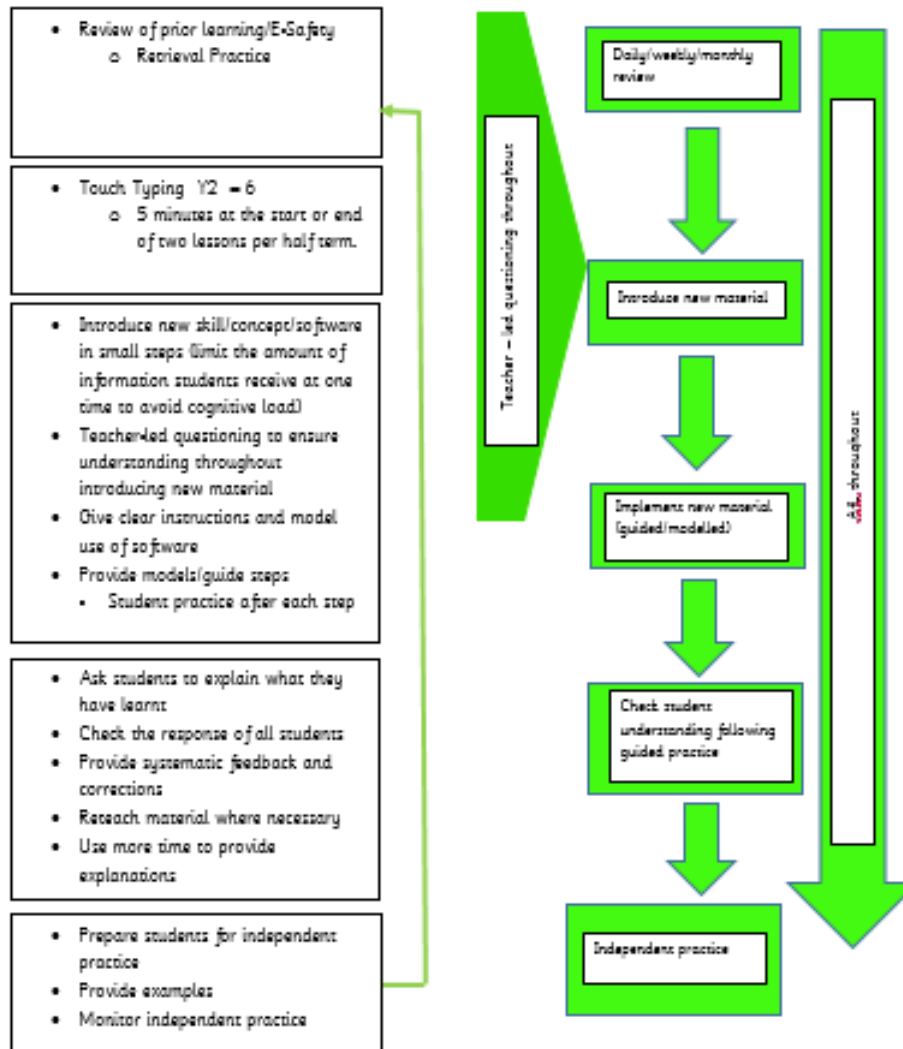 • Review of prior learning/E-Safety
o Retrieval Practice
• Touch Typing Y2 – 6
o 5 minutes at the start or end
of two lessons per half term.
• Introduce new skill/concept/software
in small steps (limit the amount of
information students receive at one
time to avoid cognitive load)
• Teacher-led questioning to ensure
understanding throughout
introducing new material
• Give clear instructions and model
use of software
• Provide models/guide steps
▪ Student practice after each step
• Ask students to explain what they
have learnt
• Check the response of all students
• Provide systematic feedback and
corrections
• Reteach material where necessary
• Use more time to provide
explanations
• Prepare students for independent
practice
• Provide examples
• Monitor independent practice
Teacher – led questioning throughout
Daily/weekly/monthly
review
Introduce new material
Implement new material
(guided/modelled)
Check student
understanding following
guided practice
Independent practice
throughout